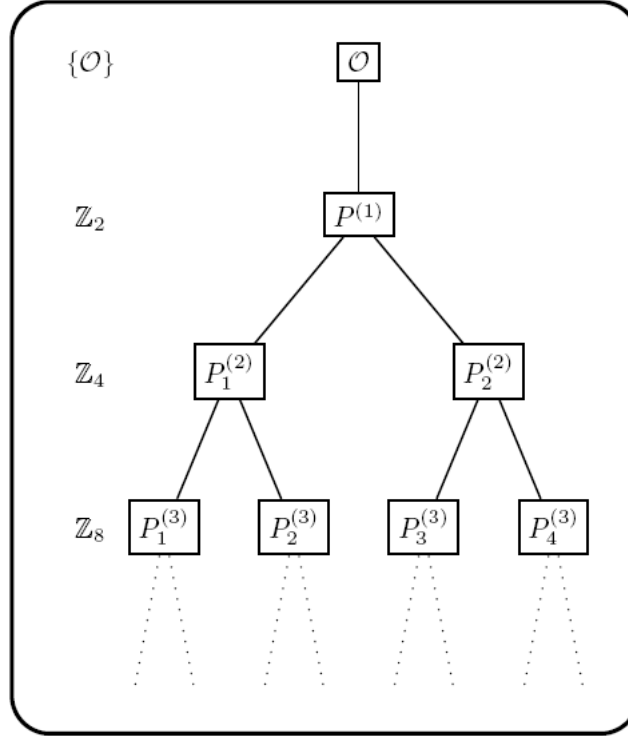 {𝒪} 𝒪
ℤ₂ P⁽¹⁾
ℤ₄ P₁⁽²⁾ P₂⁽²⁾
ℤ₈ P₁⁽³⁾ P₂⁽³⁾ P₃⁽³⁾ P₄⁽³⁾